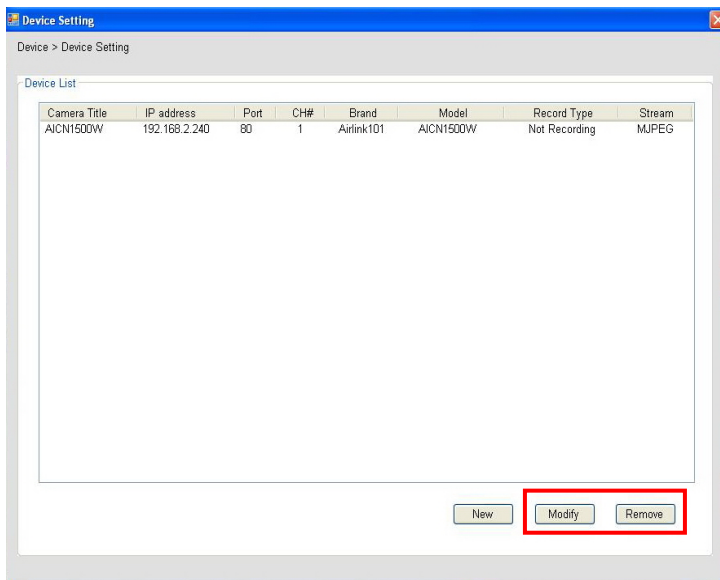 Device Setting
Device > Device Setting
Device List
Camera Title IP address Port CH# Brand Model Record Type Stream
AICN1500W 192.168.2.240 80 1 Airlink101 AICN1500W Not Recording MJPEG
New Modify Remove